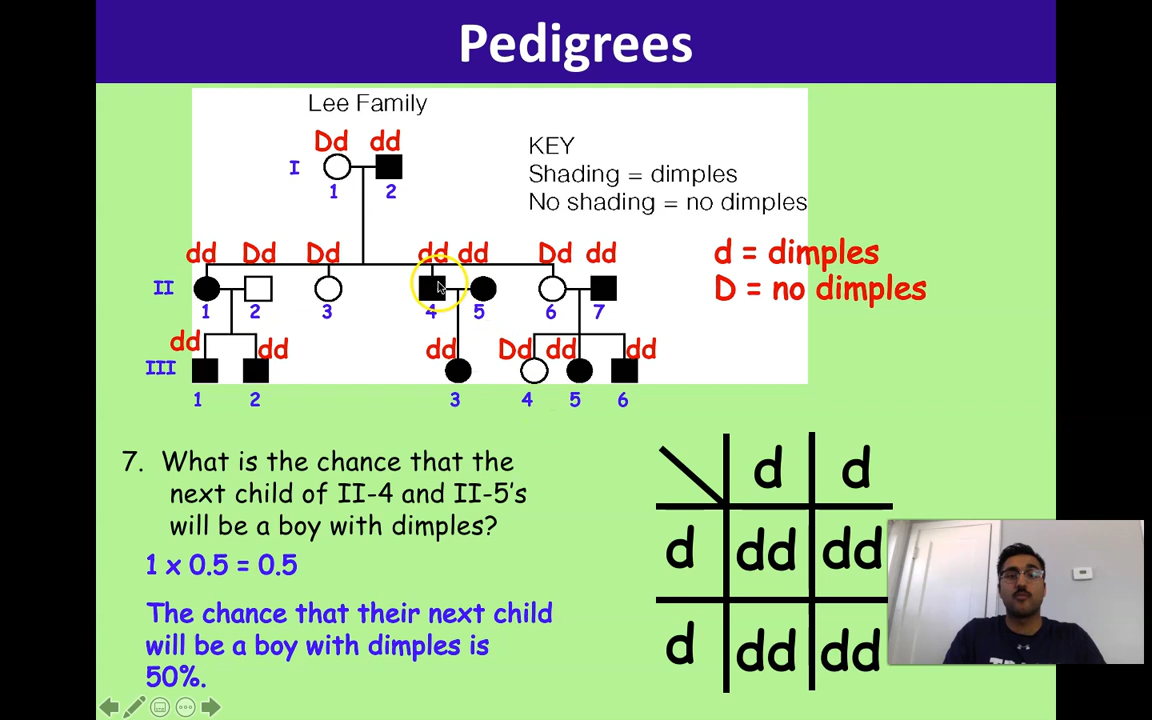 Pedigrees
Lee Family
Dd dd
KEY
I
Shading = dimples
1 2
No shading = no dimples
dd Dd Dd dd dd Dd dd
d = dimples
II
D = no dimples
1 2 3 4 5 6 7
dd dd dd Dd dd dd
III
1 2 3 4 5 6
7. What is the chance that the
next child of II-4 and II-5's
will be a boy with dimples?
1 x 0.5 = 0.5
The chance that their next child
will be a boy with dimples is
50%.
d d
d dd dd
d dd dd